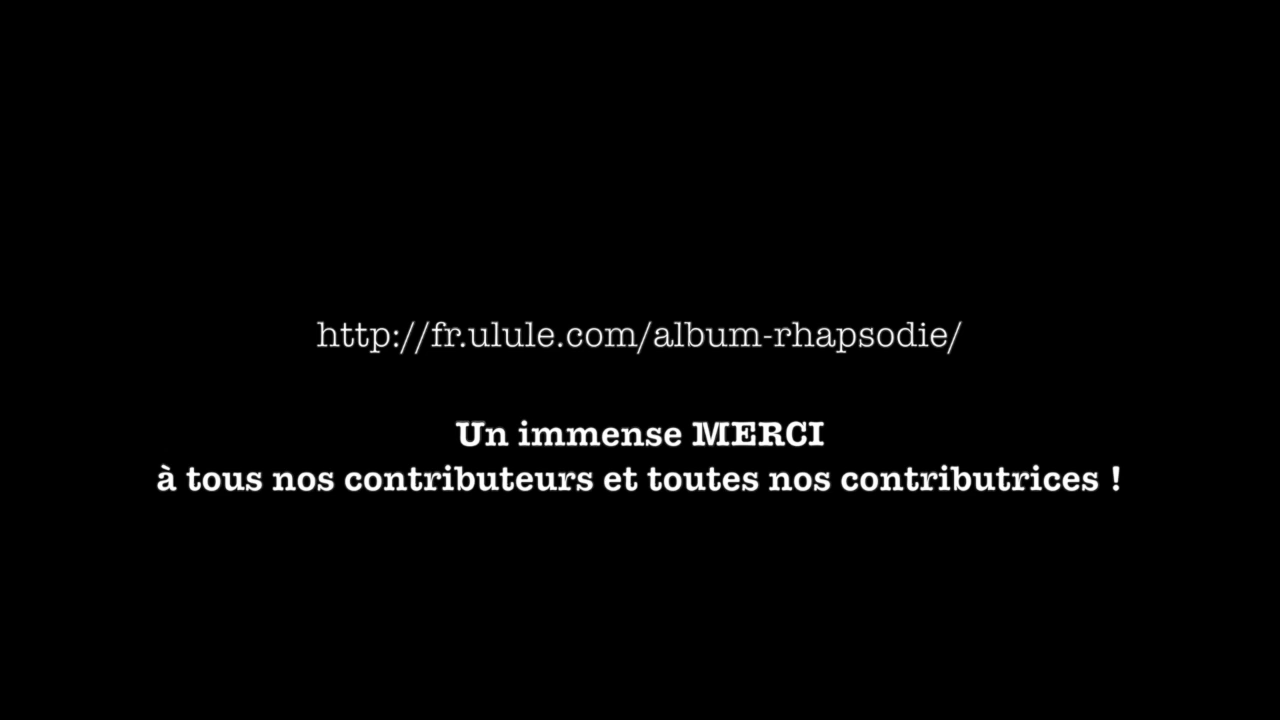 http://fr.ulule.com/album-rhapsodie/
Un immense MERCI
à tous nos contributeurs et toutes nos contributrices !